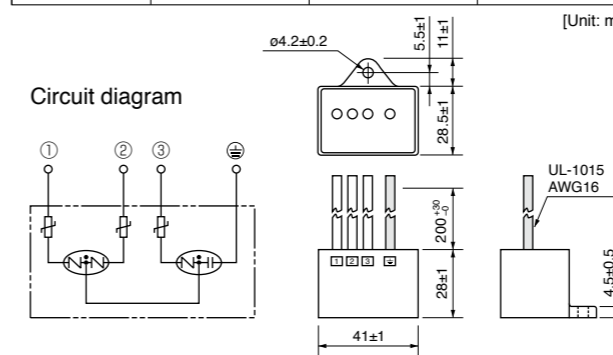 [Unit: m
ø4.2±0.2
5.5±1
11±1
28.5±1
Circuit diagram
① ② ③
UL-1015
AWG16
200 +30 -0
1 2 3
28±1
4.5±0.5
41±1